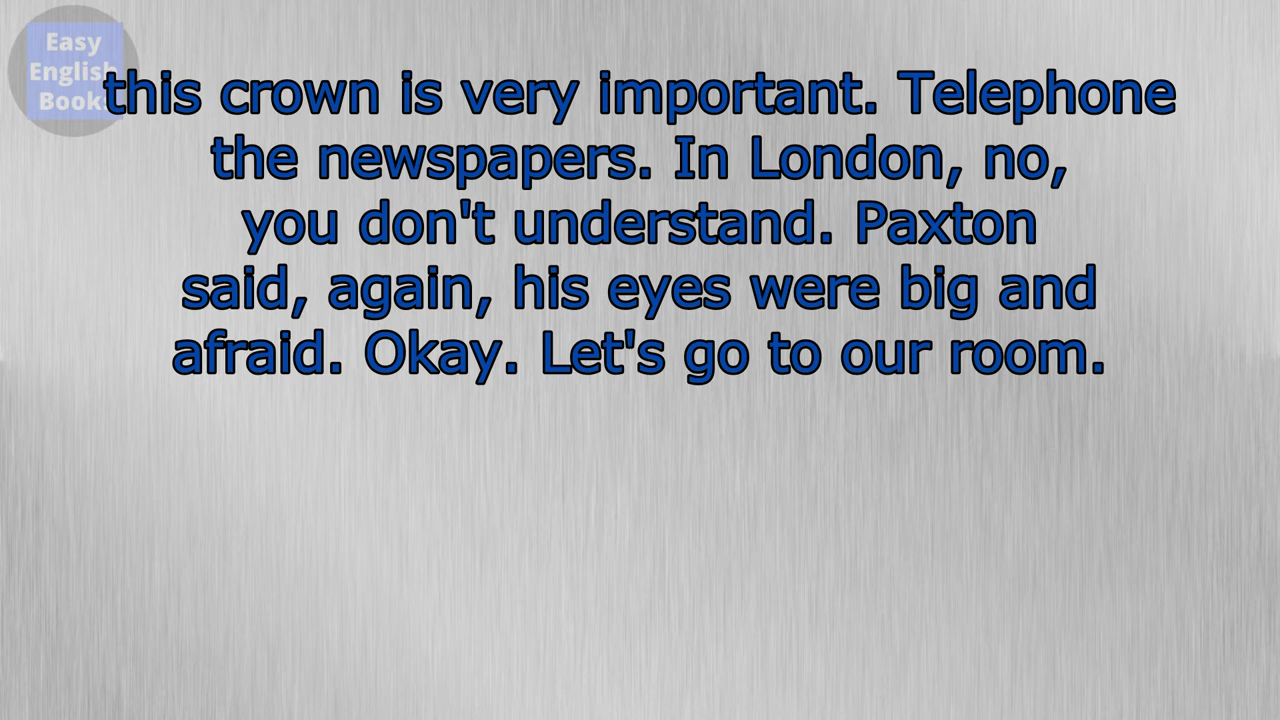 Easy
English
Books
this crown is very important. Telephone
the newspapers. In London, no,
you don't understand. Paxton
said, again, his eyes were big and
afraid. Okay. Let's go to our room.